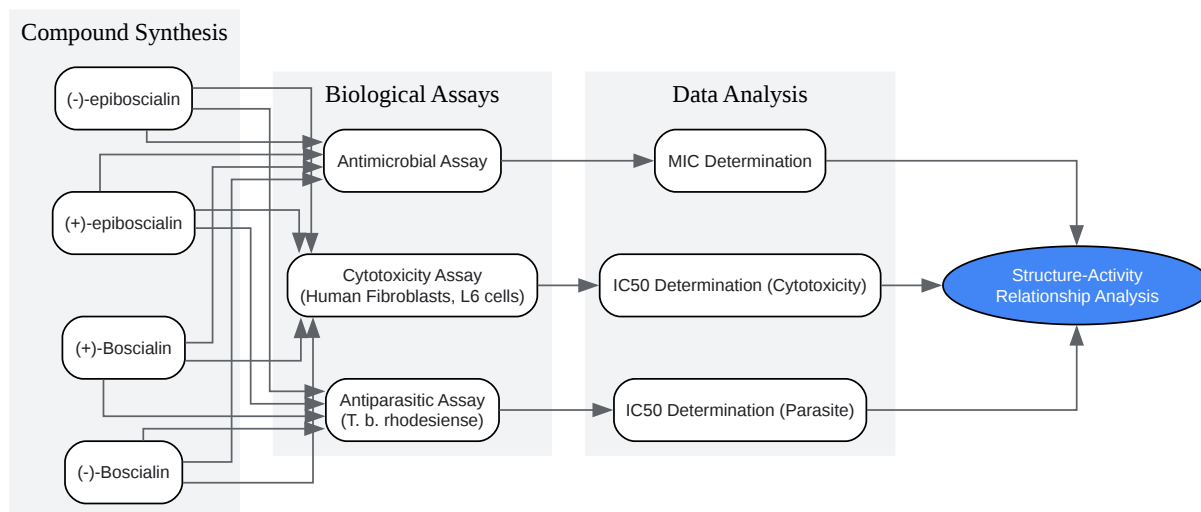 Compound Synthesis
(-)-epiboscialin
(+)-epiboscialin
(+)-Boscialin
(-)-Boscialin
Biological Assays
Antimicrobial Assay
Cytotoxicity Assay
(Human Fibroblasts, L6 cells)
Antiparasitic Assay
(T. b. rhodesiense)
Data Analysis
MIC Determination
IC50 Determination (Cytotoxicity)
IC50 Determination (Parasite)
Structure-Activity
Relationship Analysis